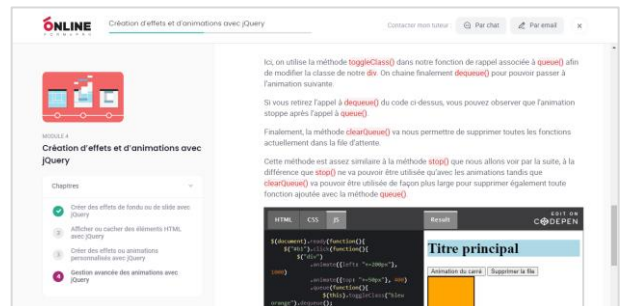 ONLINE
FORMAPRO
Création d'effets et d'animations avec jQuery
Contacter mon tuteur :
Par chat
Par email
×
MODULE 4
Création d'effets et d'animations avec
jQuery
Chapitres
Créer des effets de fondu ou de slide avec
jQuery
2
Afficher ou cacher des éléments HTML
avec jQuery
3
Créer des effets ou animations
personnalisés avec jQuery
4
Gestion avancée des animations avec
jQuery
Ici, on utilise la méthode toggleClass() dans notre fonction de rappel associée à queue() afin
de modifier la classe de notre div. On chaine finalement dequeue() pour pouvoir passer à
l'animation suivante.
Si vous retirez l'appel à dequeue() du code ci-dessus, vous pouvez observer que l'animation
stoppe après l'appel à queue().
Finalement, la méthode clearQueue() va nous permettre de supprimer toutes les fonctions
actuellement dans la file d'attente.
Cette méthode est assez similaire à la méthode stop() que nous allons voir par la suite, à la
différence que stop() ne va pouvoir être utilisée qu'avec les animations tandis que
clearQueue() va pouvoir être utilisée de façon plus large pour supprimer également toute
fonction ajoutée avec la méthode queue().
HTML CSS JS Result EDIT ON
CODEPEN
$(document).ready(function(){
$("#b1").click(function(){
$("div")
.animate({left: "+=200px"},
1000)
.animate({top: "+=50px"}, 400)
.queue(function(){
$(this).toggleClass("bleu
orange").dequeue();
Titre principal
Animation du carré
Supprimer la file